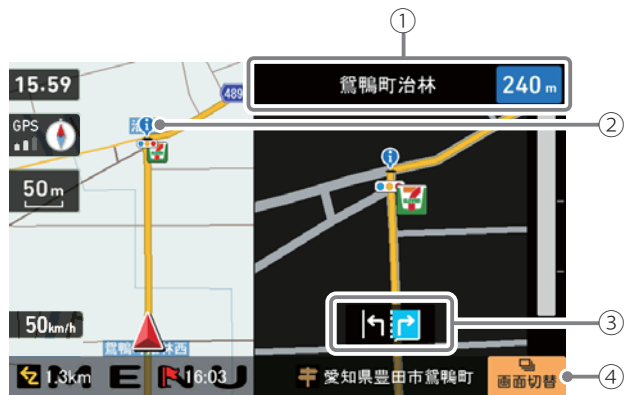 ①
15.59
489
鴛鴨町治林
240 m
②
GPS
50m
50km/h
③
1.3km
MENU
16:03
愛知県豊田市鴛鴨町
画面切替
④